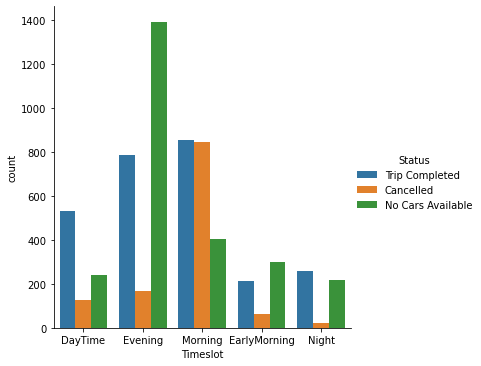 1400
1200
1000
800
600
400
200
0
count
DayTime Evening Morning EarlyMorning Night
Timeslot
Status
Trip Completed
Cancelled
No Cars Available